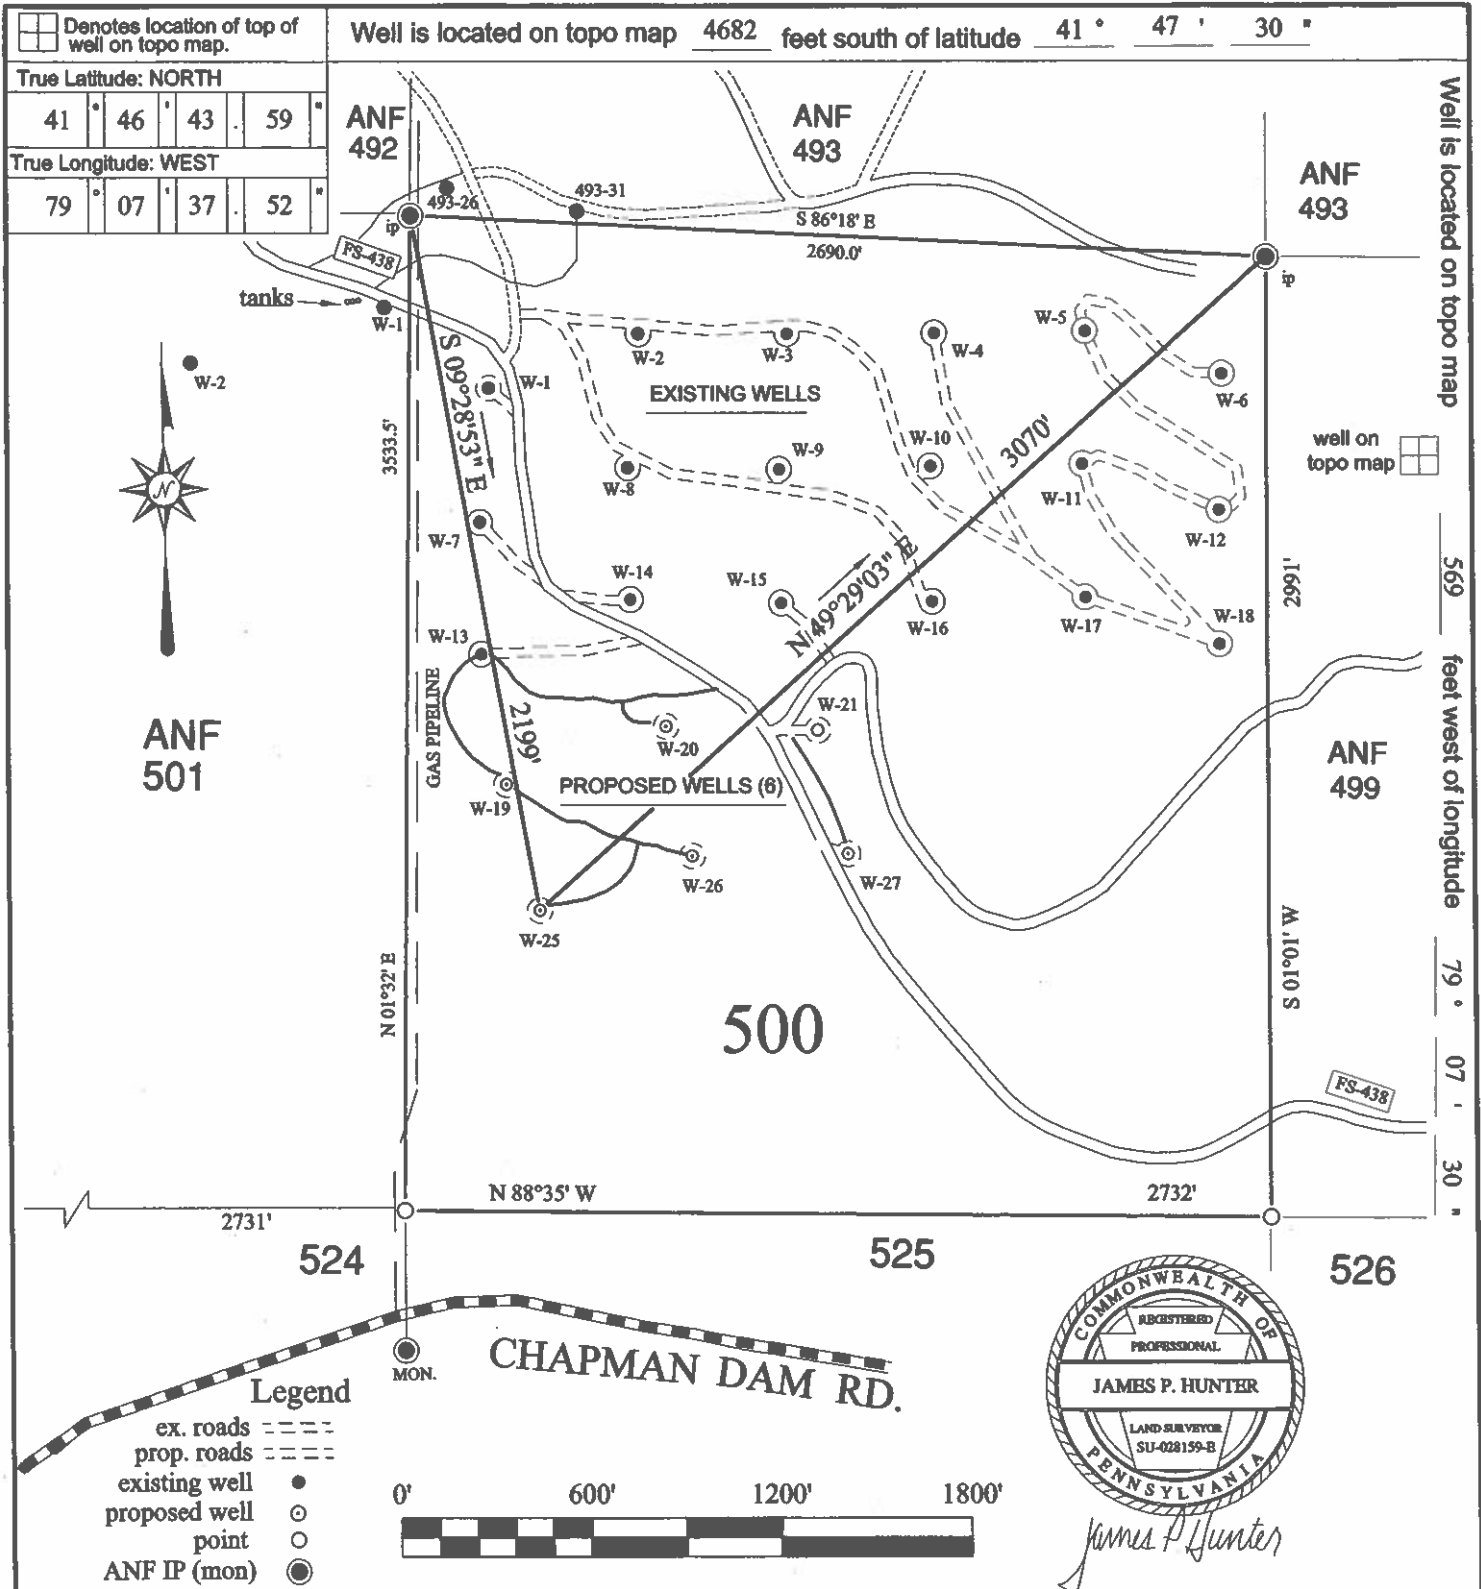 Denotes location of top of
well on topo map.
Well is located on topo map 4682 feet south of latitude 41 ° 47 ' 30 "
True Latitude: NORTH
41 ° 46 ' 43 . 59 "
True Longitude: WEST
79 ° 07 ' 37 . 52 "
ANF
492
ANF
493
ANF
493
Well is located on topo map 569 feet west of longitude 79 ° 07 ' 30 "
493-26
493-31
ip
S 86°18' E
2690.0'
ip
FS-438
tanks
W-1
W-2
W-1
W-2
W-3
W-4
W-5
W-6
EXISTING WELLS
S 09°28'53" E
3533.5'
3070'
well on
topo map
W-7
W-8
W-9
W-10
W-11
W-12
W-13
W-14
W-15
N 49°29'03" E
W-16
W-17
W-18
2991'
GAS PIPELINE
2199'
W-20
W-21
ANF
501
ANF
499
W-19
PROPOSED WELLS (6)
W-26
W-27
W-25
N 01°32' E
S 01°01' W
500
FS-438
N 88°35' W
2732'
2731'
524
525
526
CHAPMAN DAM RD.
MON.
Legend
ex. roads
prop. roads
existing well
proposed well
point
ANF IP (mon)
0' 600' 1200' 1800'
COMMONWEALTH OF
REGISTERED
PROFESSIONAL
JAMES P. HUNTER
LAND SURVEYOR
SU-028159-E
PENNSYLVANIA
James P Hunter
N